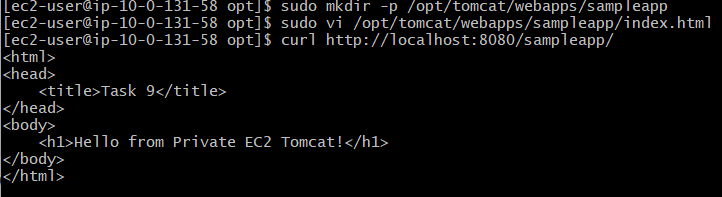 [ec2-user@ip-10-0-131-58 opt]$ sudo mkdir -p /opt/tomcat/webapps/sampleapp
[ec2-user@ip-10-0-131-58 opt]$ sudo vi /opt/tomcat/webapps/sampleapp/index.html
[ec2-user@ip-10-0-131-58 opt]$ curl http://localhost:8080/sampleapp/
<html>
<head>
    <title>Task 9</title>
</head>
<body>
    <h1>Hello from Private EC2 Tomcat!</h1>
</body>
</html>